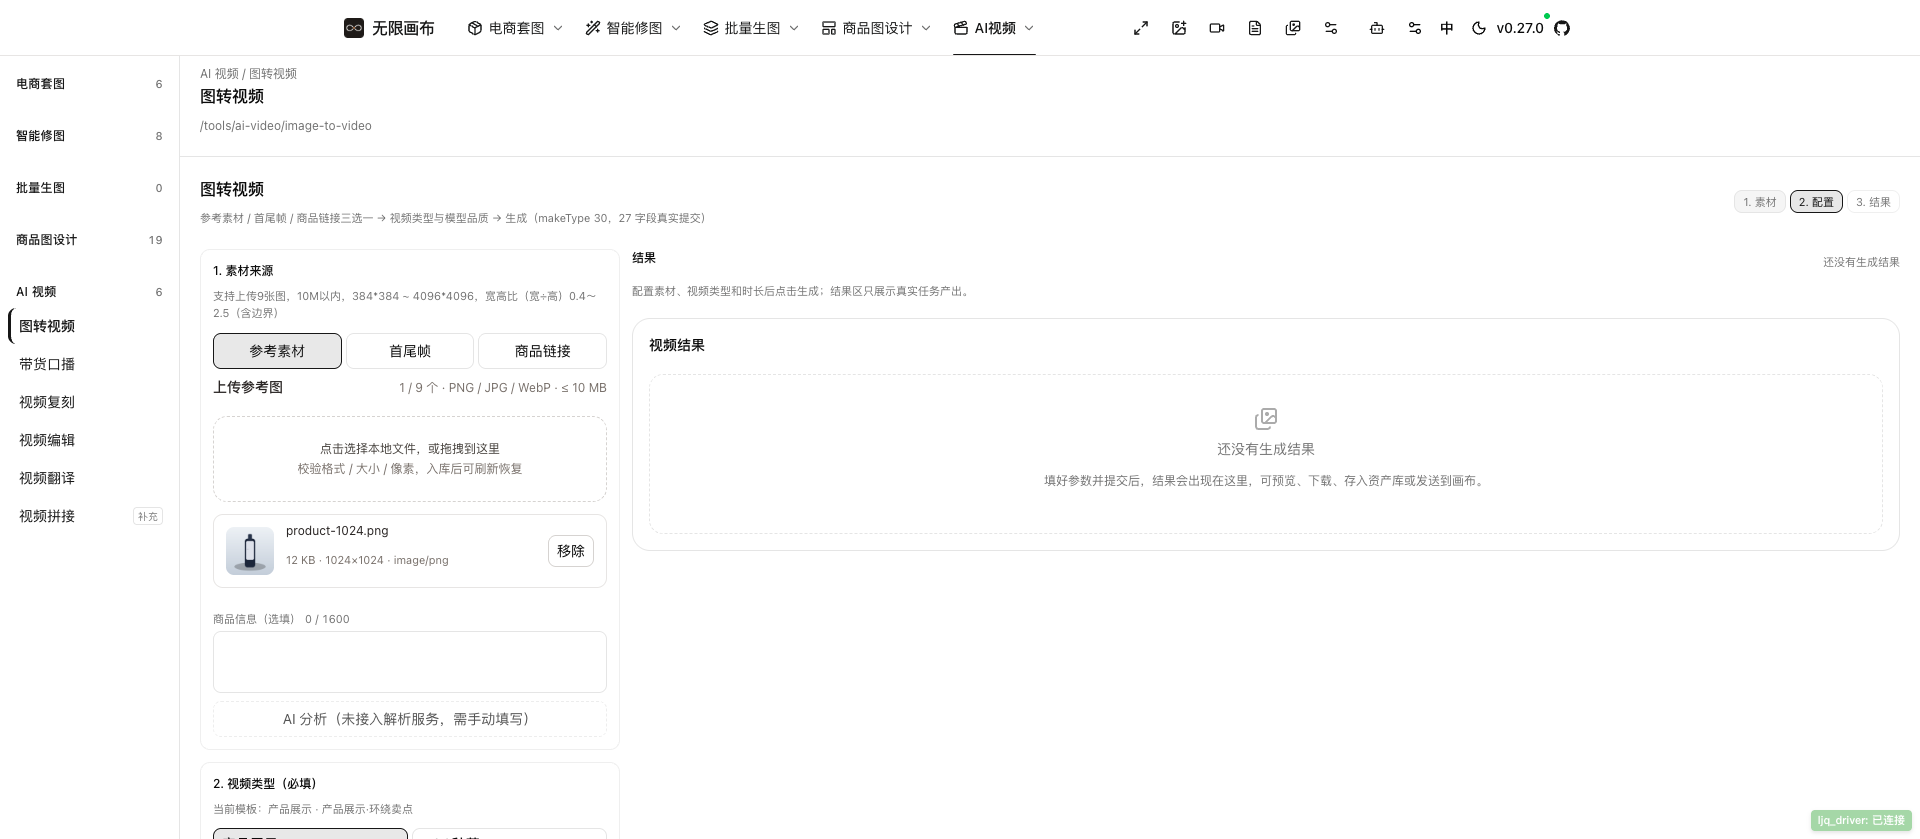 无限画布
电商套图
智能修图
批量生图
商品图设计
AI视频
中
v0.27.0
电商套图 6
智能修图 8
批量生图 0
商品图设计 19
AI 视频 6
图转视频
带货口播
视频复刻
视频编辑
视频翻译
视频拼接 补充
AI 视频 / 图转视频
图转视频
/tools/ai-video/image-to-video
图转视频
参考素材 / 首尾帧 / 商品链接三选一 → 视频类型与模型品质 → 生成（makeType 30，27 字段真实提交）
1. 素材 2. 配置 3. 结果
1. 素材来源
支持上传9张图，10M以内，384*384 ~ 4096*4096，宽高比（宽÷高）0.4～
2.5（含边界）
参考素材 首尾帧 商品链接
上传参考图 1 / 9 个 · PNG / JPG / WebP · ≤ 10 MB
点击选择本地文件，或拖拽到这里
校验格式 / 大小 / 像素，入库后可刷新恢复
product-1024.png
12 KB · 1024×1024 · image/png
移除
商品信息（选填） 0 / 1600
AI 分析（未接入解析服务，需手动填写）
2. 视频类型（必填）
当前模板：产品展示 · 产品展示·环绕卖点
结果
还没有生成结果
配置素材、视频类型和时长后点击生成；结果区只展示真实任务产出。
视频结果
还没有生成结果
填好参数并提交后，结果会出现在这里，可预览、下载、存入资产库或发送到画布。
ljq_driver: 已连接